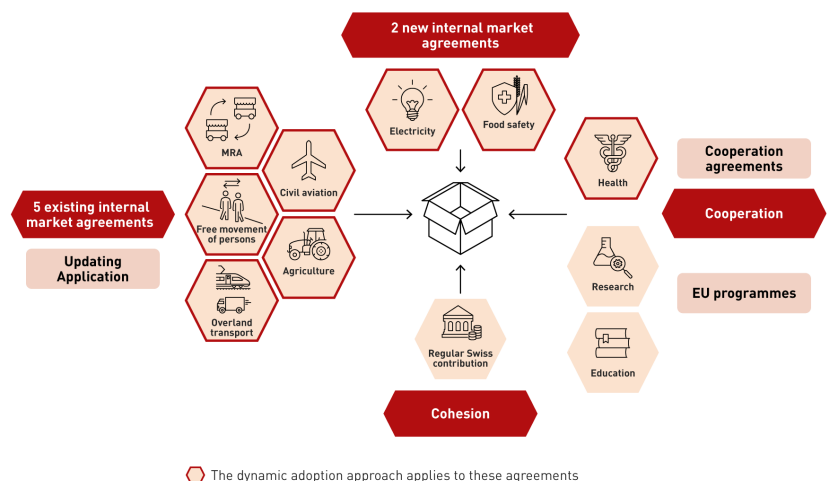 2 new internal market
agreements
Electricity
Food safety
MRA
Civil aviation
Free movement
of persons
Agriculture
Overland
transport
5 existing internal
market agreements
Updating
Application
Health
Cooperation
agreements
Cooperation
Research
EU programmes
Education
Regular Swiss
contribution
Cohesion
The dynamic adoption approach applies to these agreements